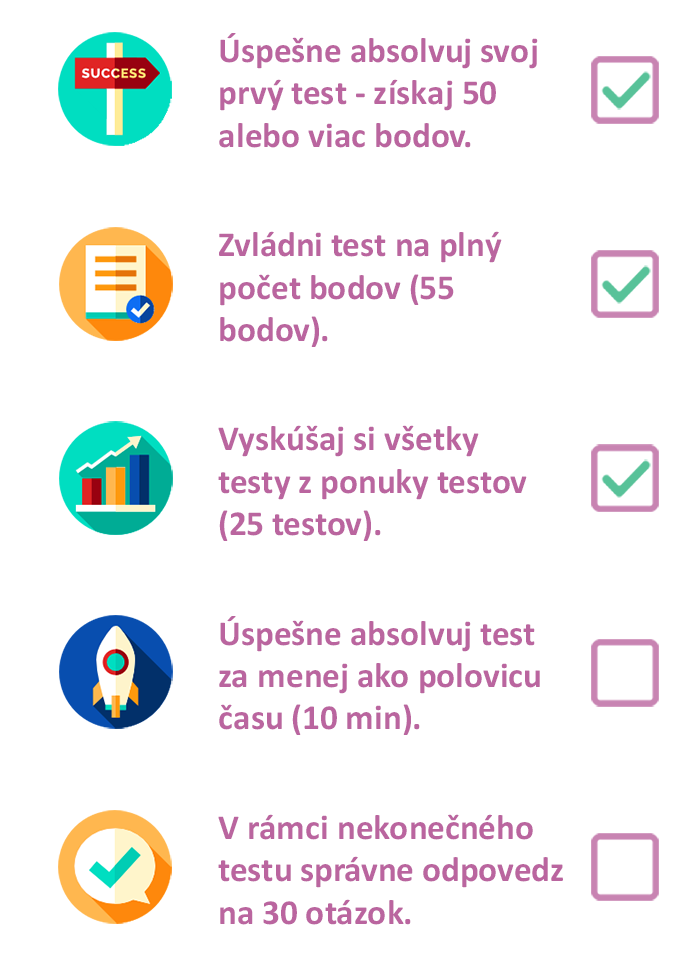 SUCCESS
Úspešne absolvuj svoj
prvý test - získaj 50
alebo viac bodov.
Zvládni test na plný
počet bodov (55
bodov).
Vyskúšaj si všetky
testy z ponuky testov
(25 testov).
Úspešne absolvuj test
za menej ako polovicu
času (10 min).
V rámci nekonečného
testu správne odpovedz
na 30 otázok.